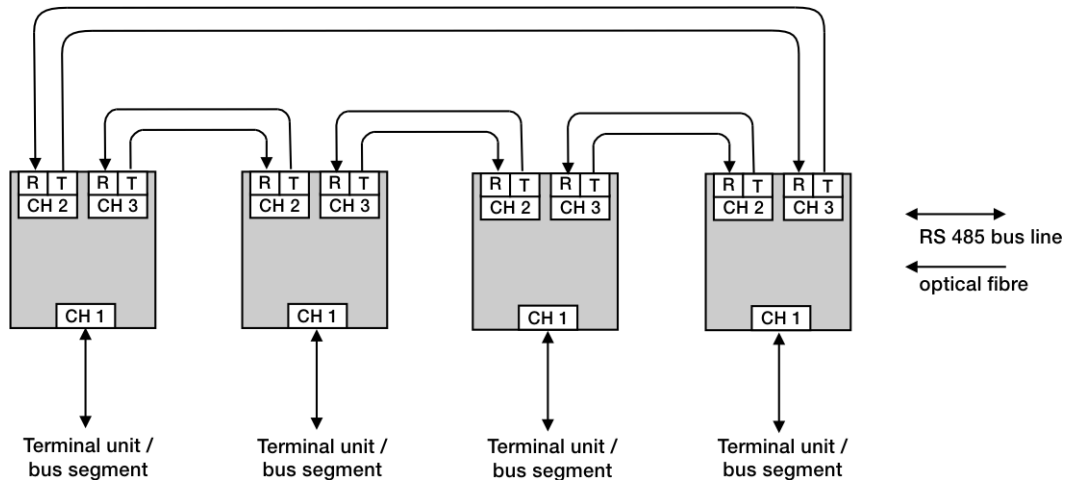 R T R T
CH 2 CH 3
R T R T
CH 2 CH 3
R T R T
CH 2 CH 3
R T R T
CH 2 CH 3
RS 485 bus line
optical fibre
CH 1
CH 1
CH 1
CH 1
Terminal unit /
bus segment
Terminal unit /
bus segment
Terminal unit /
bus segment
Terminal unit /
bus segment